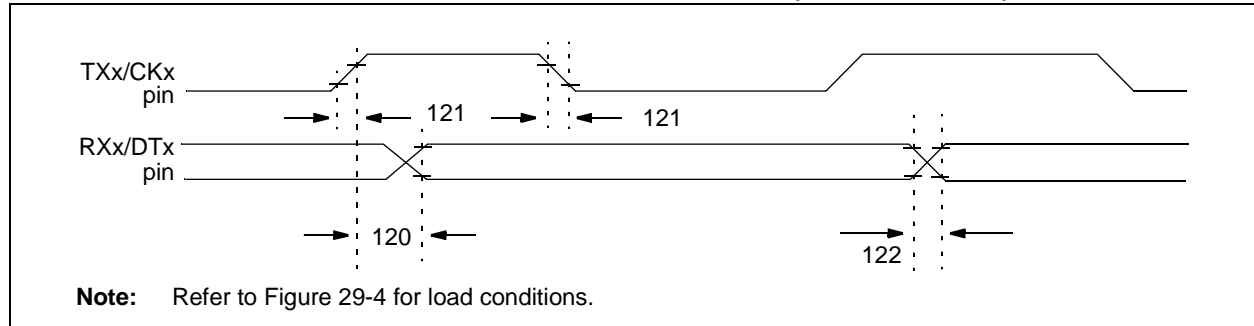 TXx/CKx
pin
121
121
RXx/DTx
pin
120
122
Note: Refer to Figure 29-4 for load conditions.